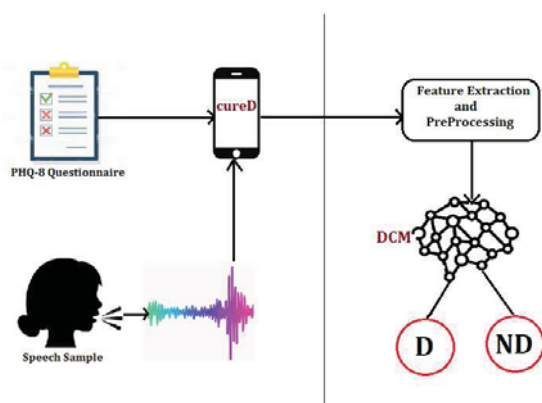 cureD
PHQ-8 Questionnaire
Speech Sample
Feature Extraction
and
PreProcessing
DCM
D
ND